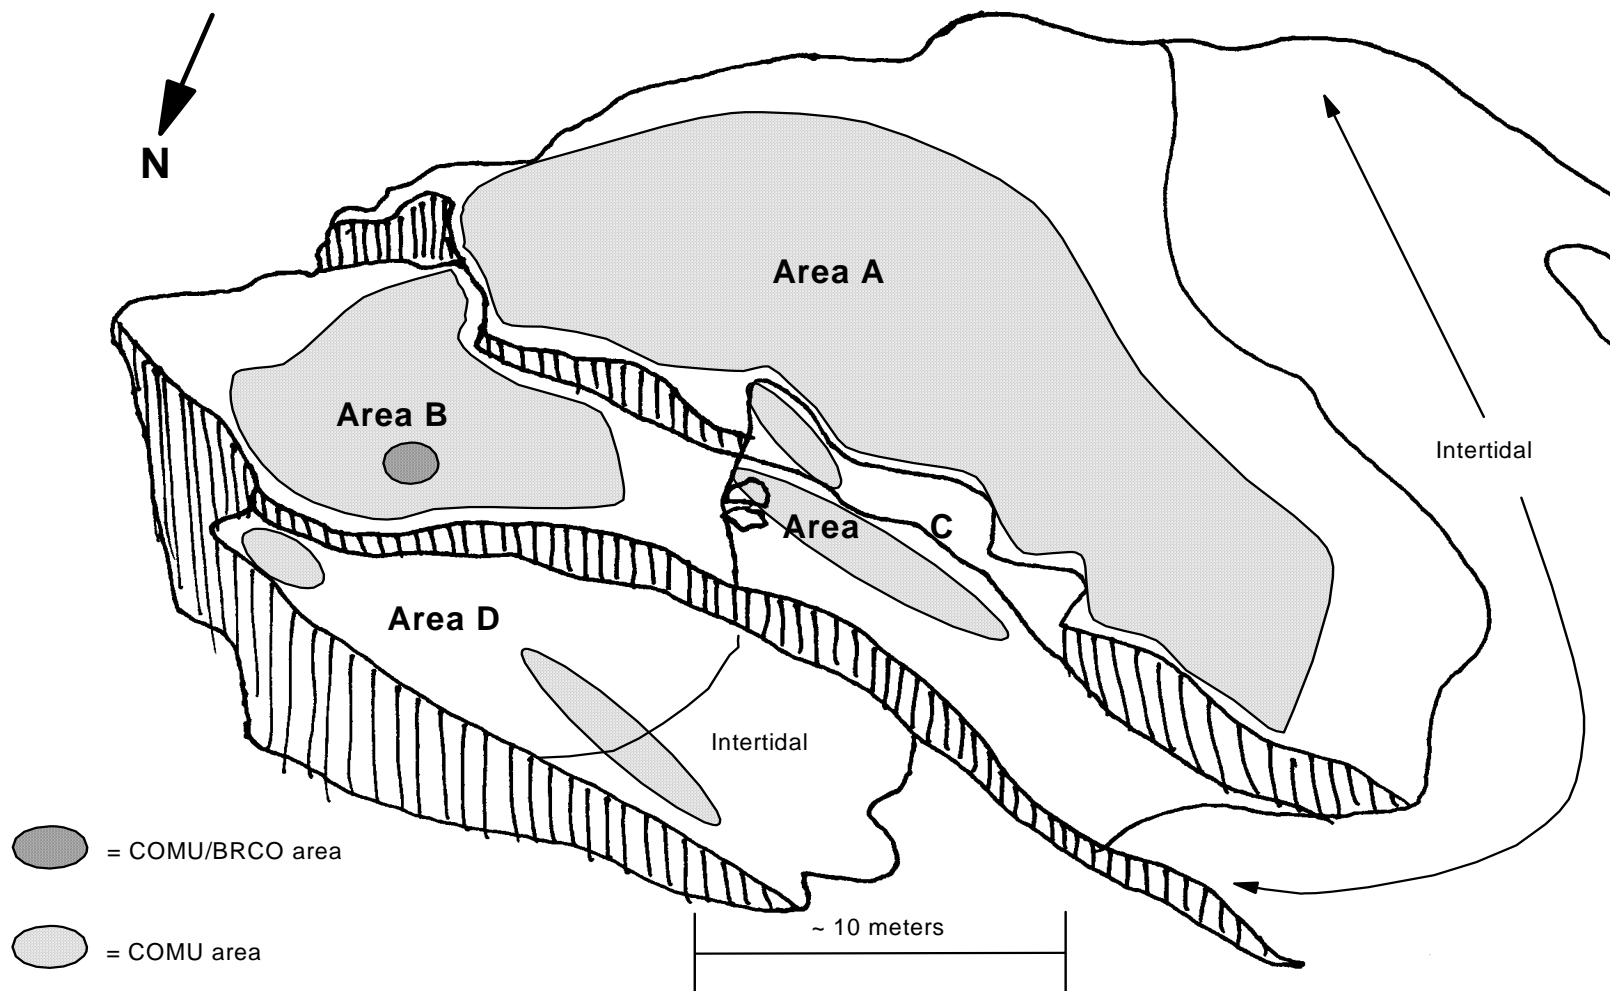 N
Area A
Area B
Intertidal
Area C
Area D
Intertidal
= COMU/BRCO area
~ 10 meters
= COMU area